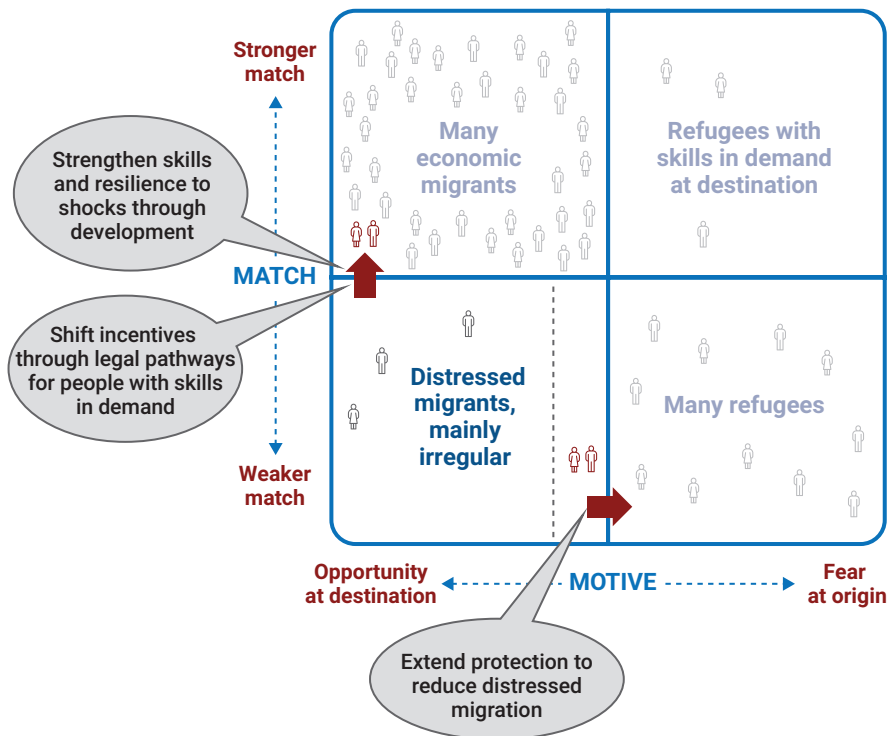 Stronger
match
Many
economic
migrants
Refugees with
skills in demand
at destination
Strengthen skills
and resilience to
shocks through
development
MATCH
Shift incentives
through legal pathways
for people with skills
in demand
Distressed
migrants,
mainly
irregular
Many refugees
Weaker
match
Opportunity
at destination
MOTIVE
Fear
at origin
Extend protection to
reduce distressed
migration